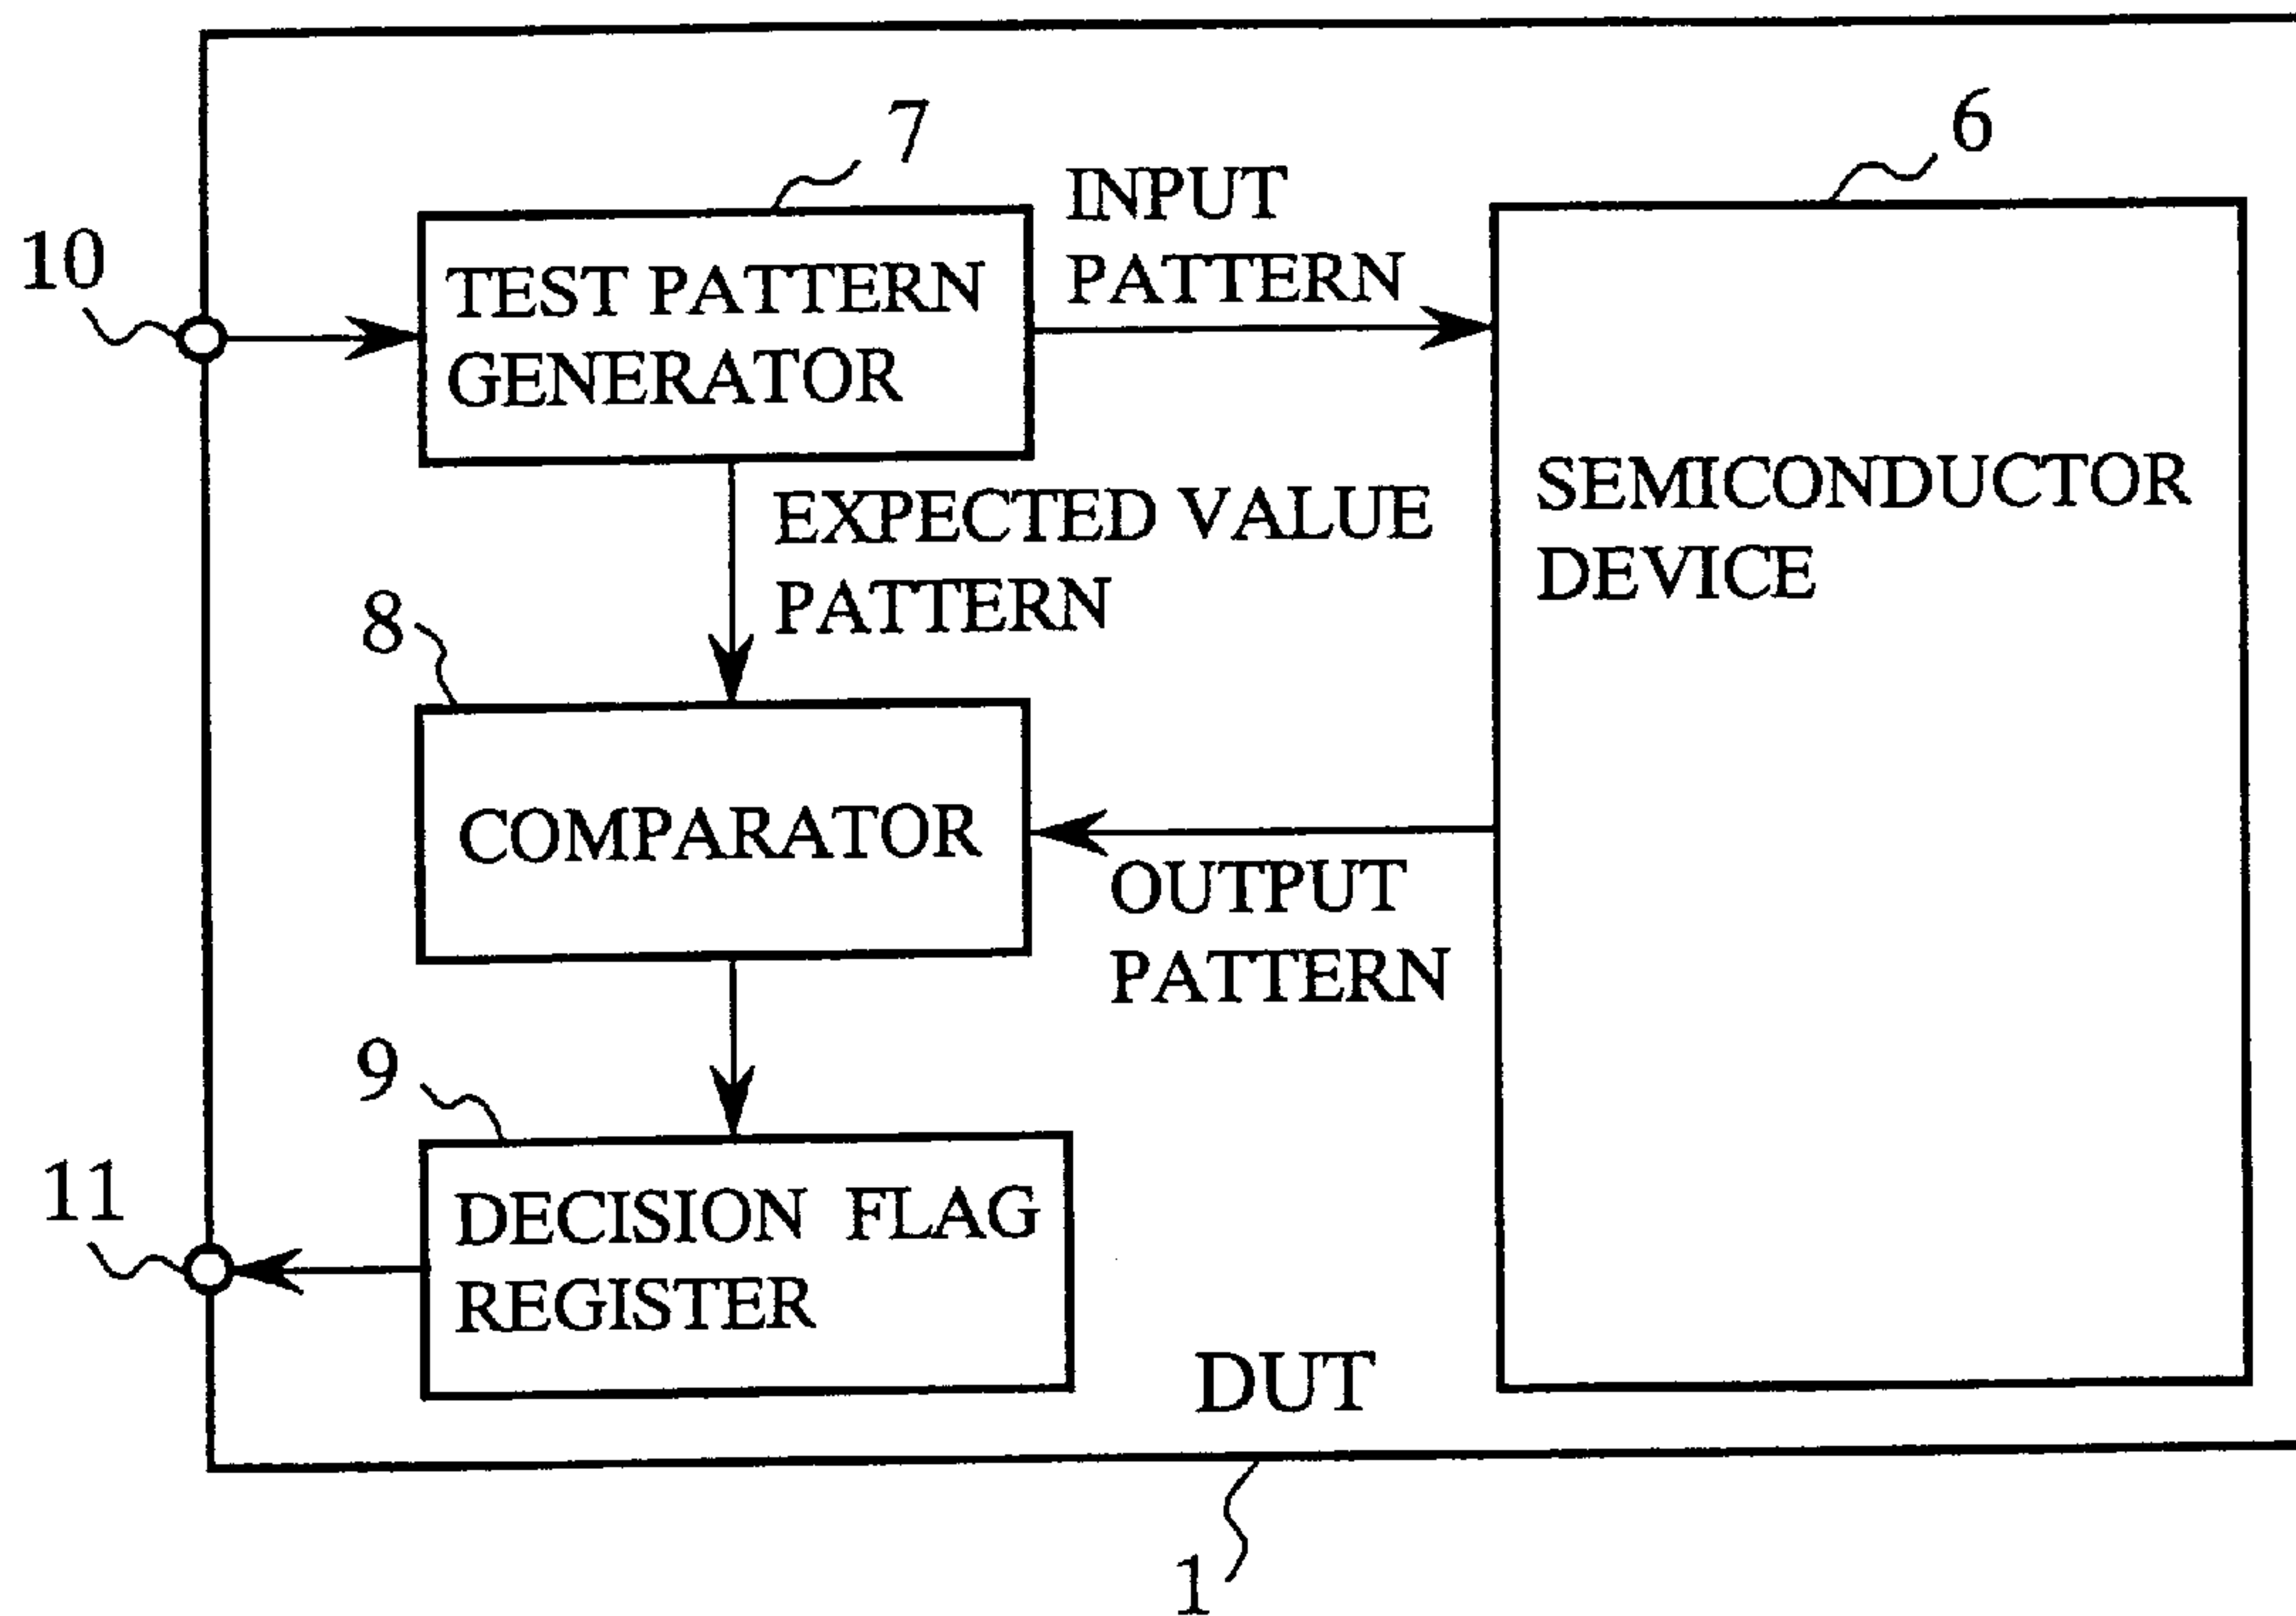 7
6
10
INPUT
PATTERN
TEST PATTERN
GENERATOR
SEMICONDUCTOR
DEVICE
EXPECTED VALUE
PATTERN
8
COMPARATOR
OUTPUT
PATTERN
9
11
DECISION FLAG
REGISTER
DUT
1